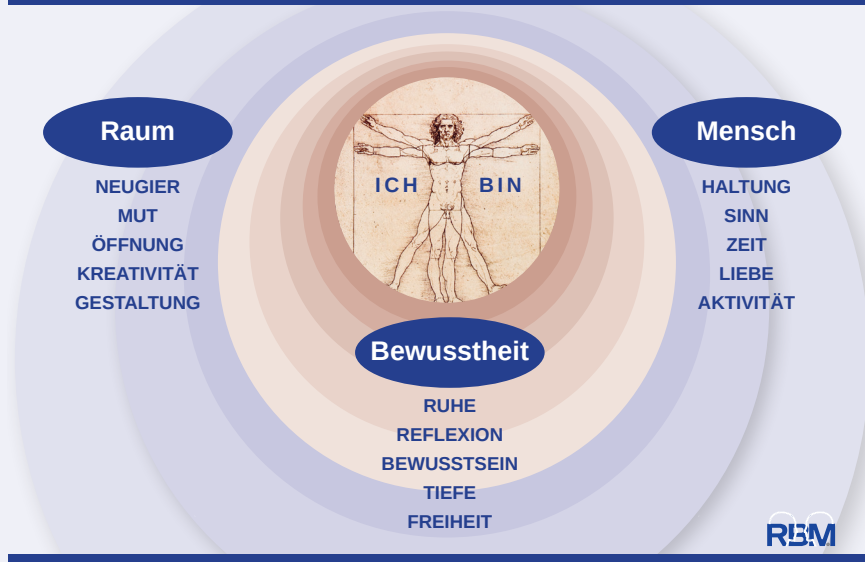 Raum
NEUGIER
MUT
ÖFFNUNG
KREATIVITÄT
GESTALTUNG
ICH BIN
Mensch
HALTUNG
SINN
ZEIT
LIEBE
AKTIVITÄT
Bewusstheit
RUHE
REFLEXION
BEWUSSTSEIN
TIEFE
FREIHEIT
RBM